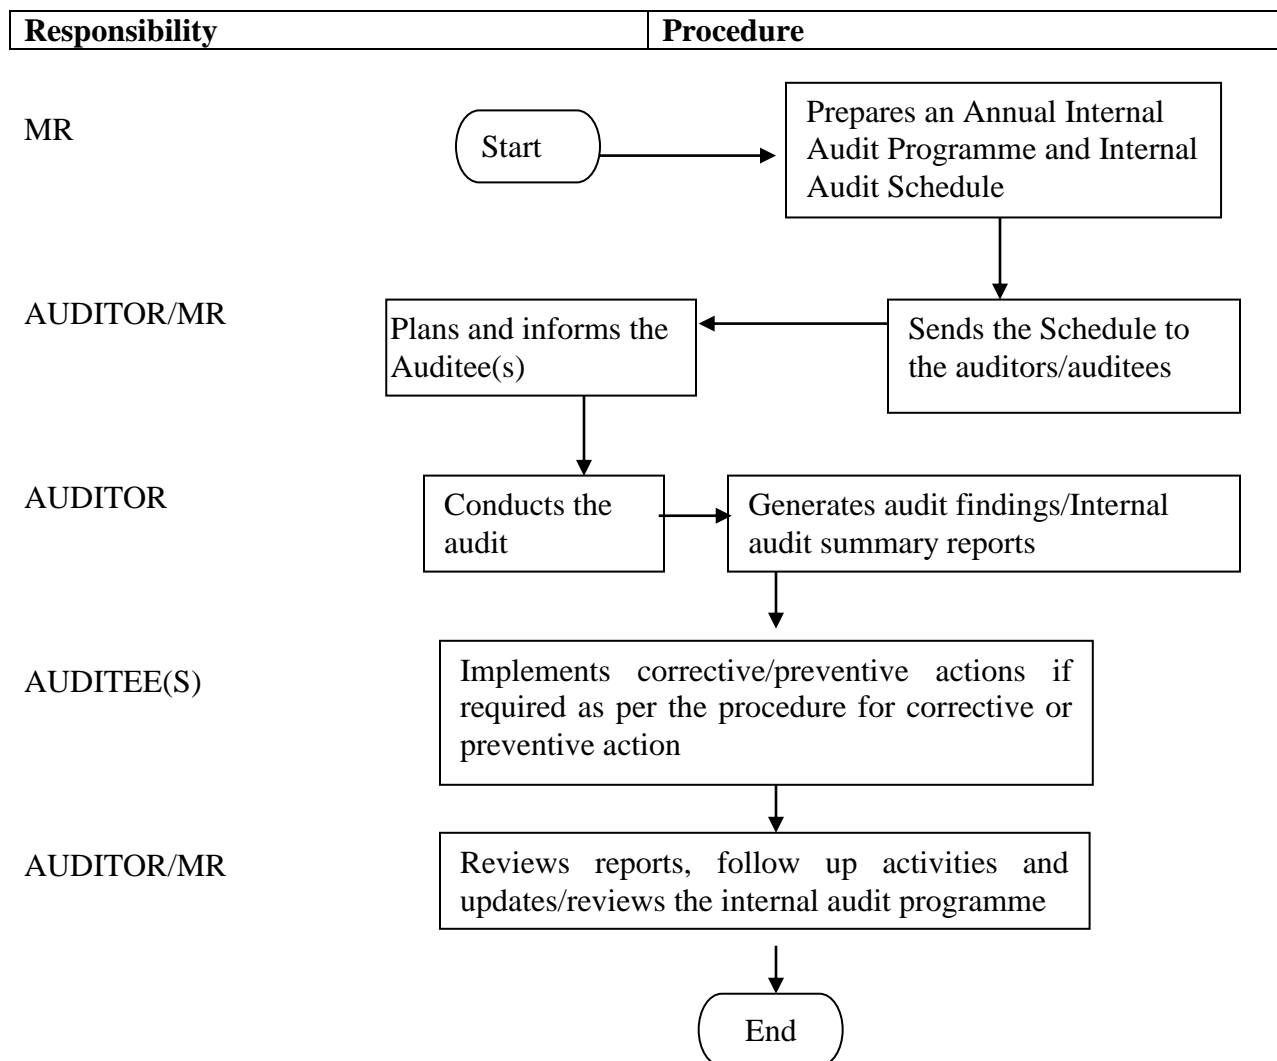 Responsibility Procedure
MR
Start
Prepares an Annual Internal
Audit Programme and Internal
Audit Schedule
AUDITOR/MR
Plans and informs the
Auditee(s)
Sends the Schedule to
the auditors/auditees
AUDITOR
Conducts the
audit
Generates audit findings/Internal
audit summary reports
AUDITEE(S)
Implements corrective/preventive actions if
required as per the procedure for corrective or
preventive action
AUDITOR/MR
Reviews reports, follow up activities and
updates/reviews the internal audit programme
End